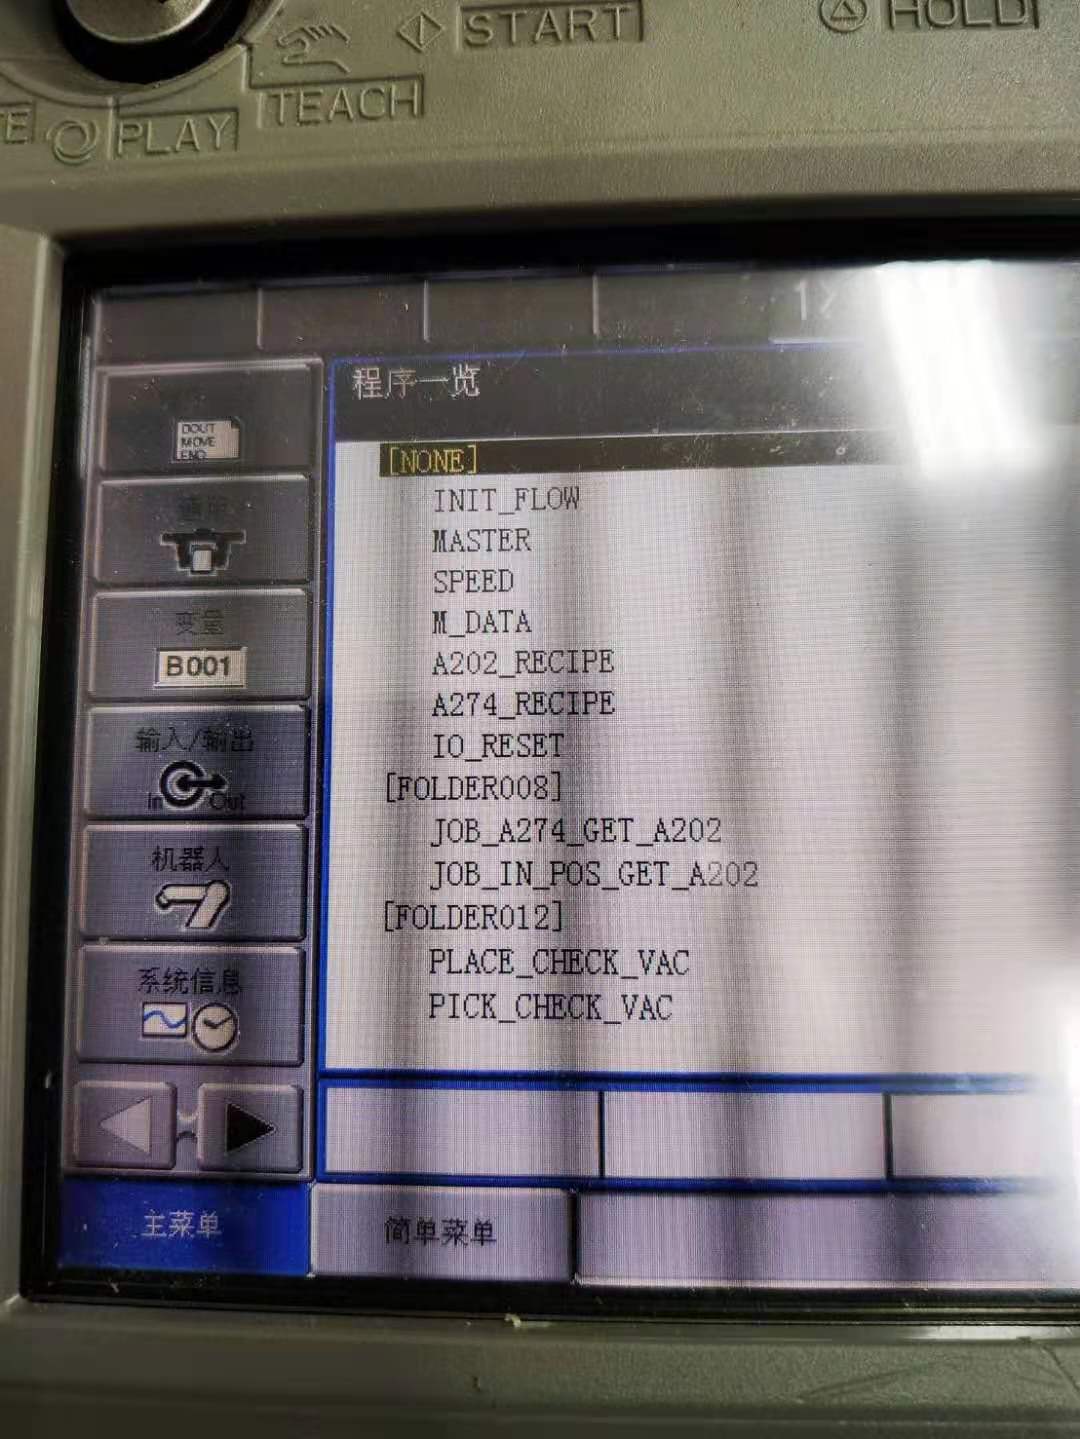 START
HOLD
TEACH
PLAY
程序一览
DOUT
MOVE
END
[NONE]
INIT_FLOW
MASTER
变量
B001
SPEED
M_DATA
A202_RECIPE
A274_RECIPE
输入/输出
In Out
IO_RESET
[FOLDER008]
JOB_A274_GET_A202
机器人
JOB_IN_POS_GET_A202
[FOLDER012]
系统信息
PLACE_CHECK_VAC
PICK_CHECK_VAC
主菜单
简单菜单